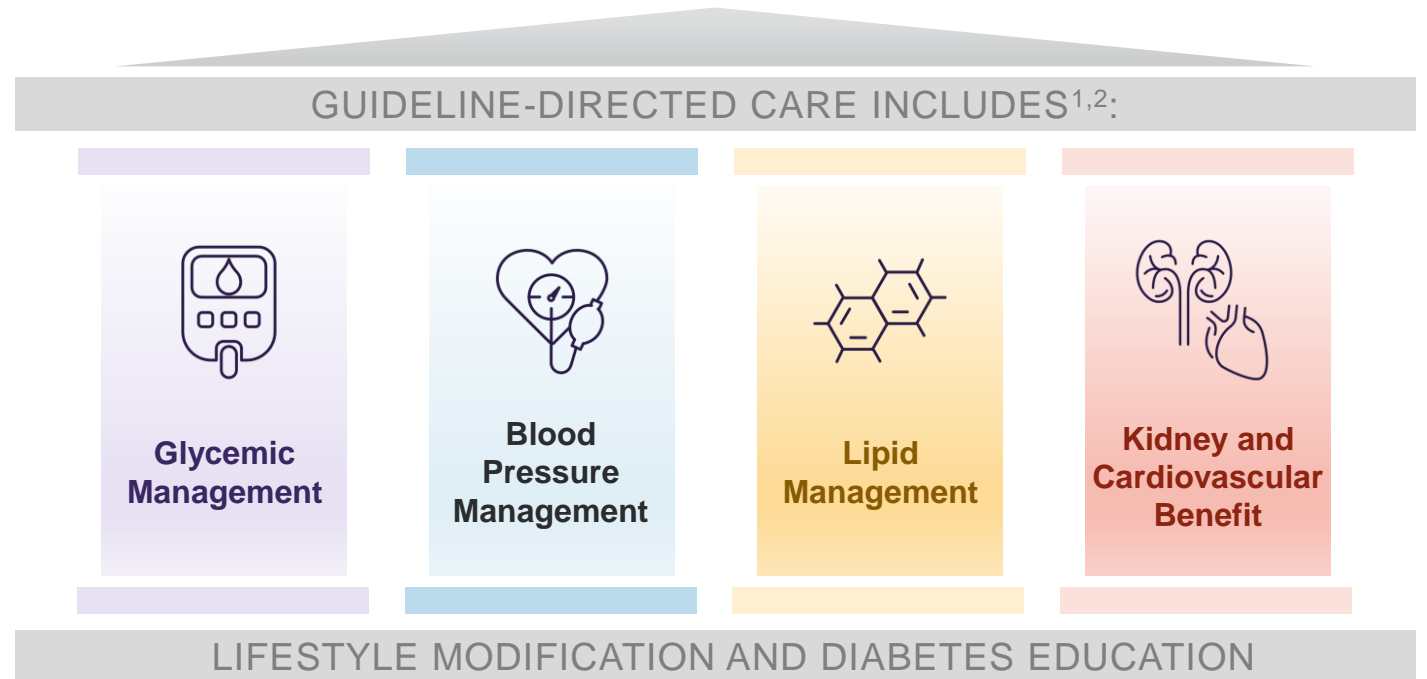 GUIDELINE-DIRECTED CARE INCLUDES¹,²:
Glycemic
Management
Blood
Pressure
Management
Lipid
Management
Kidney and
Cardiovascular
Benefit
LIFESTYLE MODIFICATION AND DIABETES EDUCATION